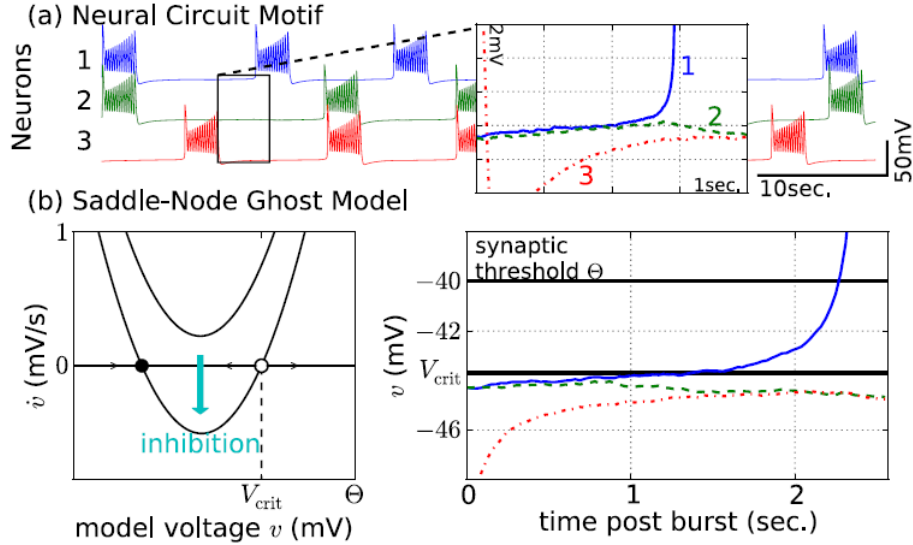 (a) Neural Circuit Motif
Neurons
1
2
3
2mV
1
2
3
1sec.
10sec.
50mV
(b) Saddle-Node Ghost Model
1
0
v̇ (mV/s)
inhibition
V_crit
Θ
model voltage v (mV)
synaptic
threshold Θ
−40
−42
V_crit
−46
v (mV)
0
1
2
time post burst (sec.)